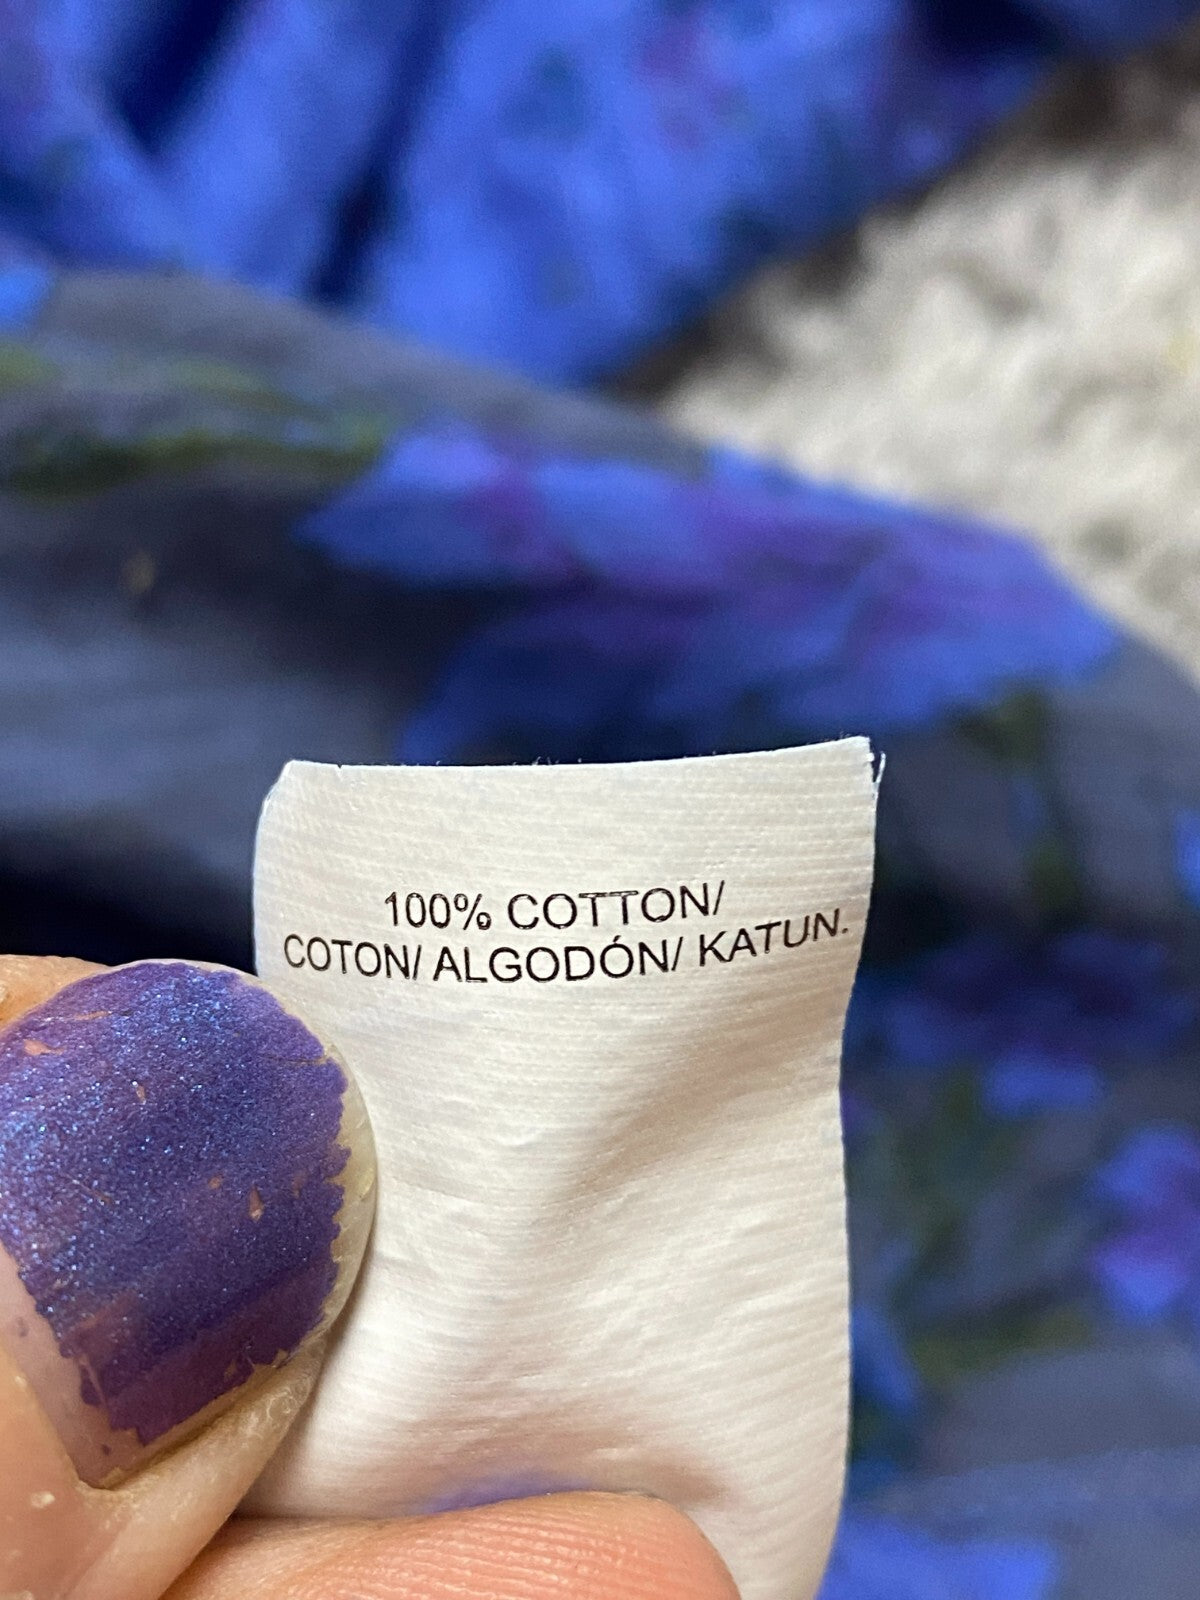 100% COTTON/
COTON/ ALGODÓN/ KATUN.